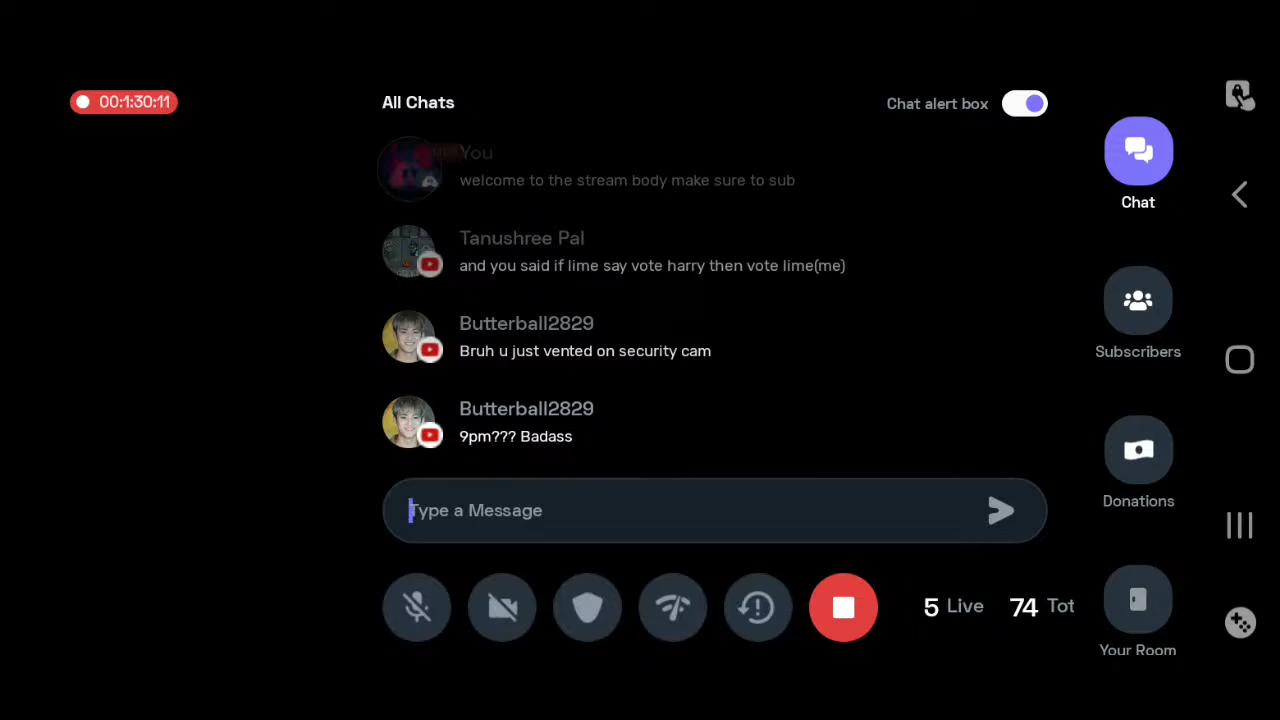 00:1:30:11
All Chats
Chat alert box
You
welcome to the stream body make sure to sub
Tanushree Pal
and you said if lime say vote harry then vote lime(me)
Butterball2829
Bruh u just vented on security cam
Butterball2829
9pm??? Badass
Type a Message
5 Live 74 Tot
Chat
Subscribers
Donations
Your Room